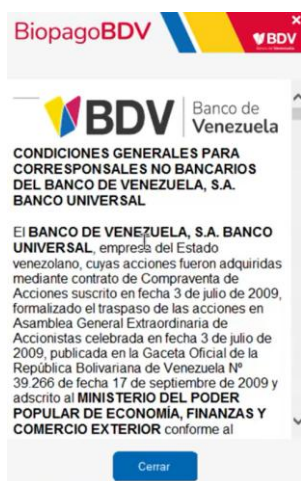 BiopagoBDV
BDV
BDV
Banco de
Venezuela
CONDICIONES GENERALES PARA
CORRESPONSALES NO BANCARIOS
DEL BANCO DE VENEZUELA, S.A.
BANCO UNIVERSAL
El BANCO DE VENEZUELA, S.A. BANCO
UNIVERSAL, empresa del Estado
venezolano, cuyas acciones fueron adquiridas
mediante contrato de Compraventa de
Acciones suscrito en fecha 3 de julio de 2009,
formalizado el traspaso de las acciones en
Asamblea General Extraordinaria de
Accionistas celebrada en fecha 3 de julio de
2009, publicada en la Gaceta Oficial de la
República Bolivariana de Venezuela Nº
39.266 de fecha 17 de septiembre de 2009 y
adscrito al MINISTERIO DEL PODER
POPULAR DE ECONOMÍA, FINANZAS Y
COMERCIO EXTERIOR conforme al
Cerrar